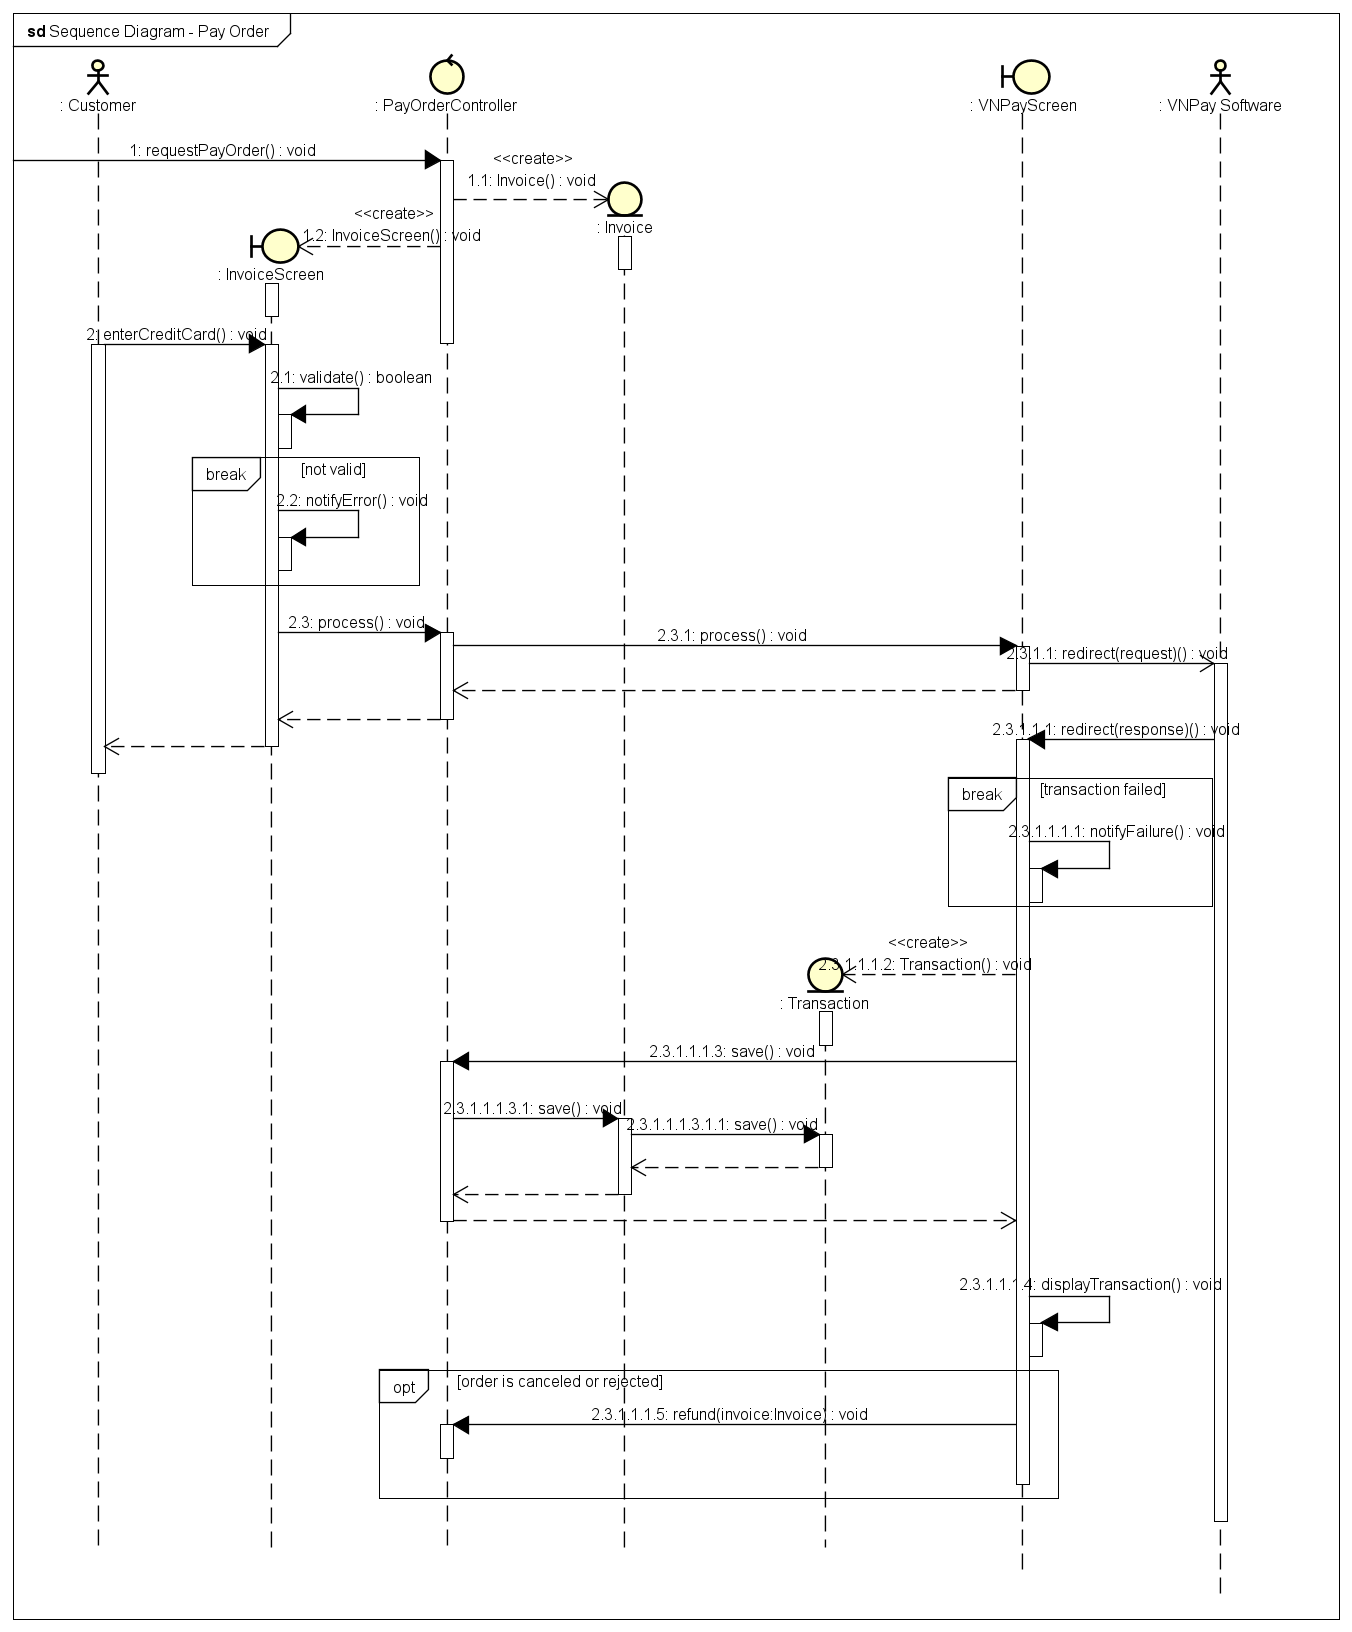 sd Sequence Diagram - Pay Order
: Customer
: PayOrderController
: VNPayScreen
: VNPay Software
1: requestPayOrder() : void
<<create>>
1.1: Invoice() : void
: Invoice
<<create>>
1.2: InvoiceScreen() : void
: InvoiceScreen
2: enterCreditCard() : void
2.1: validate() : boolean
break
[not valid]
2.2: notifyError() : void
2.3: process() : void
2.3.1: process() : void
2.3.1.1: redirect(request)() : void
2.3.1.1.1: redirect(response)() : void
break
[transaction failed]
2.3.1.1.1.1: notifyFailure() : void
<<create>>
2.3.1.1.1.2: Transaction() : void
: Transaction
2.3.1.1.1.3: save() : void
2.3.1.1.1.3.1: save() : void
2.3.1.1.1.3.1.1: save() : void
2.3.1.1.1.4: displayTransaction() : void
opt
[order is canceled or rejected]
2.3.1.1.1.5: refund(invoice:Invoice) : void